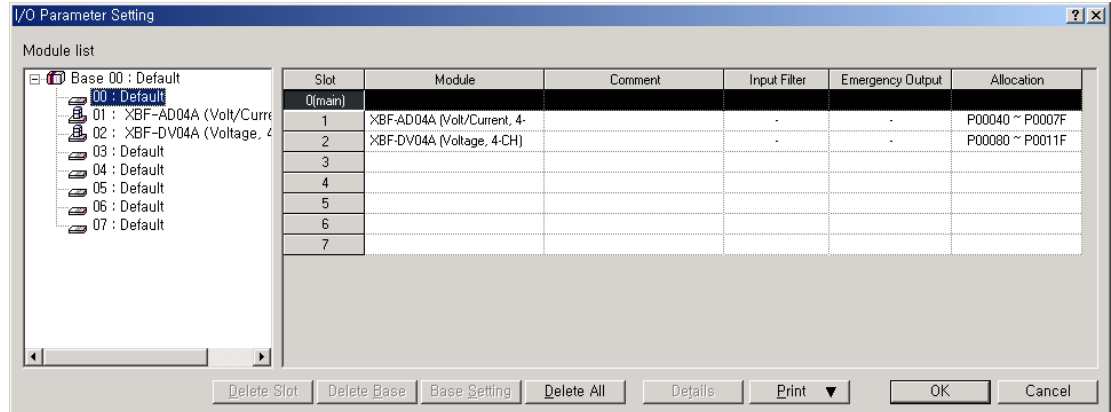 I/O Parameter Setting
Module list
Base 00 : Default
00 : Default
01 : XBF-AD04A (Volt/Curre
02 : XBF-DV04A (Voltage, 4
03 : Default
04 : Default
05 : Default
06 : Default
07 : Default
Slot Module Comment Input Filter Emergency Output Allocation
0(main)
1 XBF-AD04A (Volt/Current, 4- - - P00040 ~ P0007F
2 XBF-DV04A (Voltage, 4-CH) - - P00080 ~ P0011F
3
4
5
6
7
Delete Slot Delete Base Base Setting Delete All Details Print ▼ OK Cancel